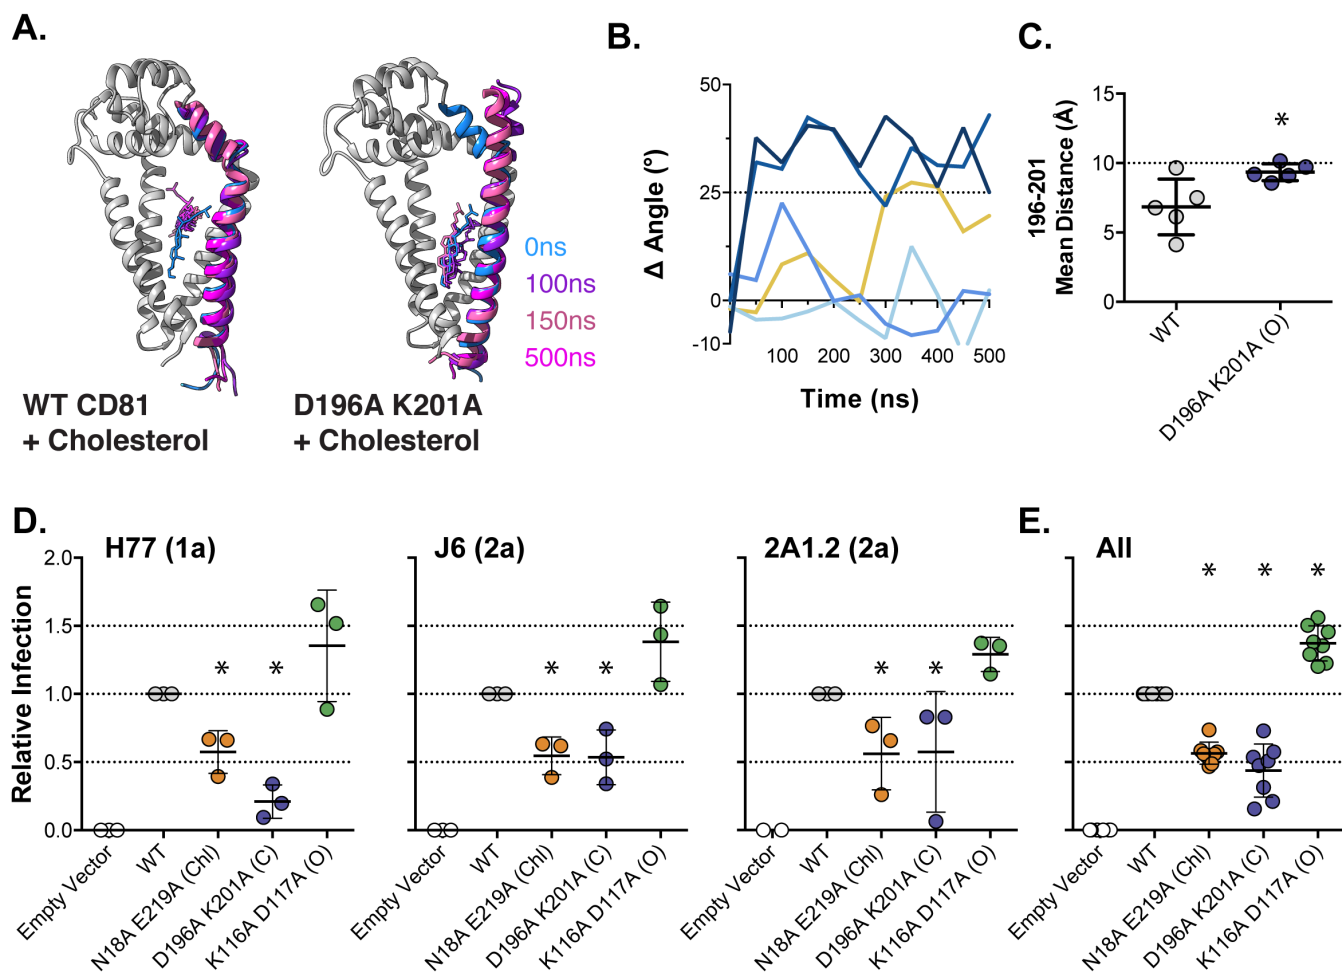 A.
B.
C.
0ns
100ns
150ns
500ns
WT CD81
+ Cholesterol
D196A K201A
+ Cholesterol
Δ Angle (°)
50
25
0
-10
100
200
300
400
500
Time (ns)
196-201
Mean Distance (Å)
15
10
5
0
*
WT
D196A K201A (O)
D.
E.
H77 (1a)
J6 (2a)
2A1.2 (2a)
All
Relative Infection
2.0
1.5
1.0
0.5
0.0
* *
* *
* *
* * *
Empty Vector
WT
N18A E219A (Chl)
D196A K201A (C)
K116A D117A (O)
Empty Vector
WT
N18A E219A (Chl)
D196A K201A (C)
K116A D117A (O)
Empty Vector
WT
N18A E219A (Chl)
D196A K201A (C)
K116A D117A (O)
Empty Vector
WT
N18A E219A (Chl)
D196A K201A (C)
K116A D117A (O)